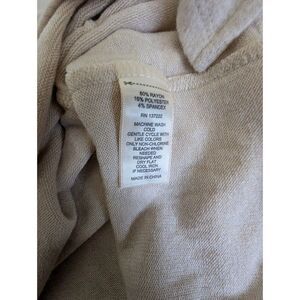 80% RAYON
16% POLYESTER
4% SPANDEX
RN 137222
MACHINE WASH
COLD
GENTLE CYCLE WITH
LIKE COLORS
ONLY NON-CHLORINE
BLEACH WHEN
NEEDED
RESHAPE AND
DRY FLAT
COOL IRON
IF NECESSARY
MADE IN CHINA